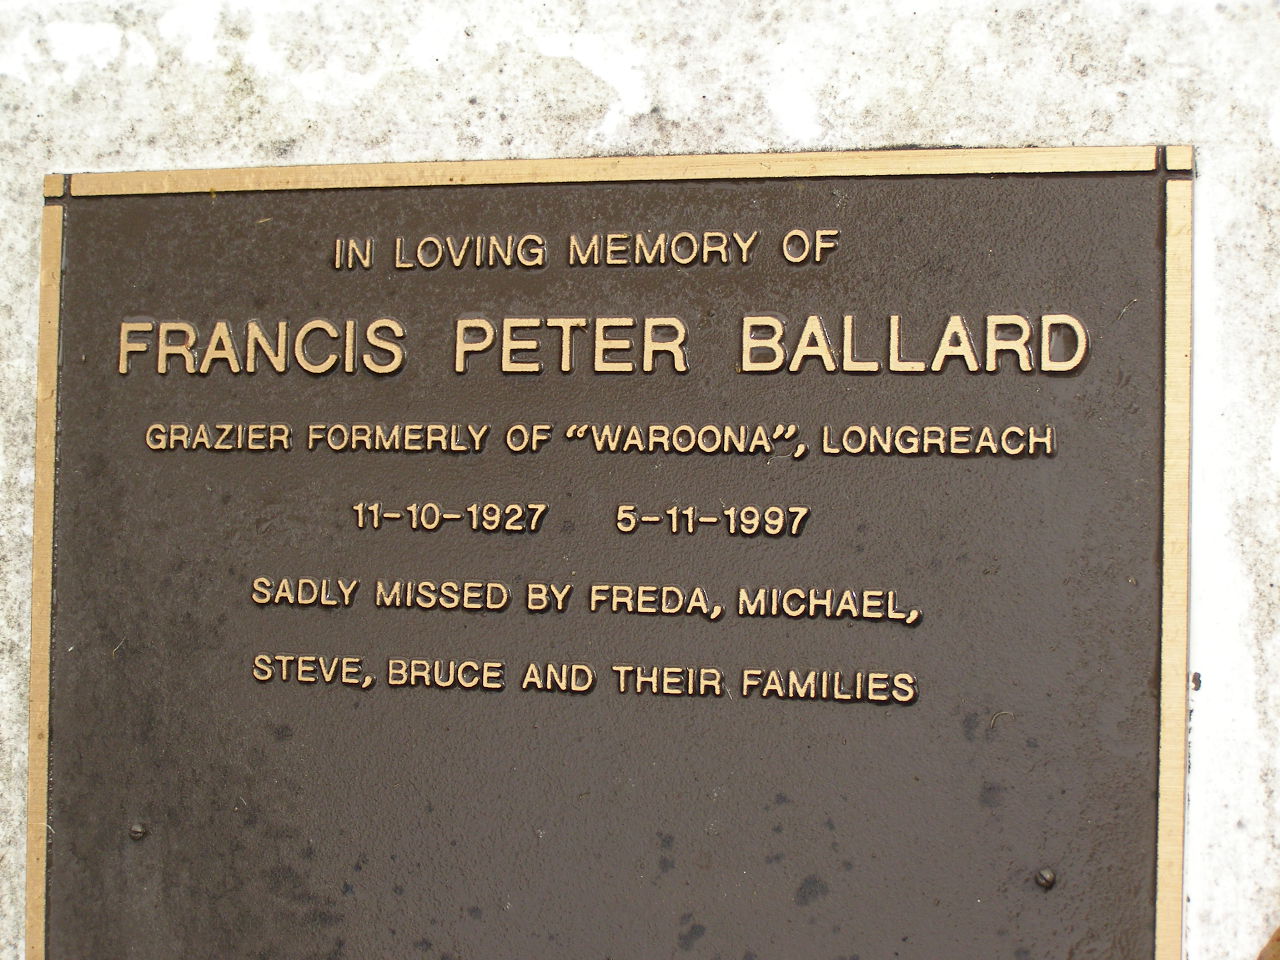 IN LOVING MEMORY OF
FRANCIS PETER BALLARD
GRAZIER FORMERLY OF “WAROONA”, LONGREACH
11-10-1927 5-11-1997
SADLY MISSED BY FREDA, MICHAEL,
STEVE, BRUCE AND THEIR FAMILIES